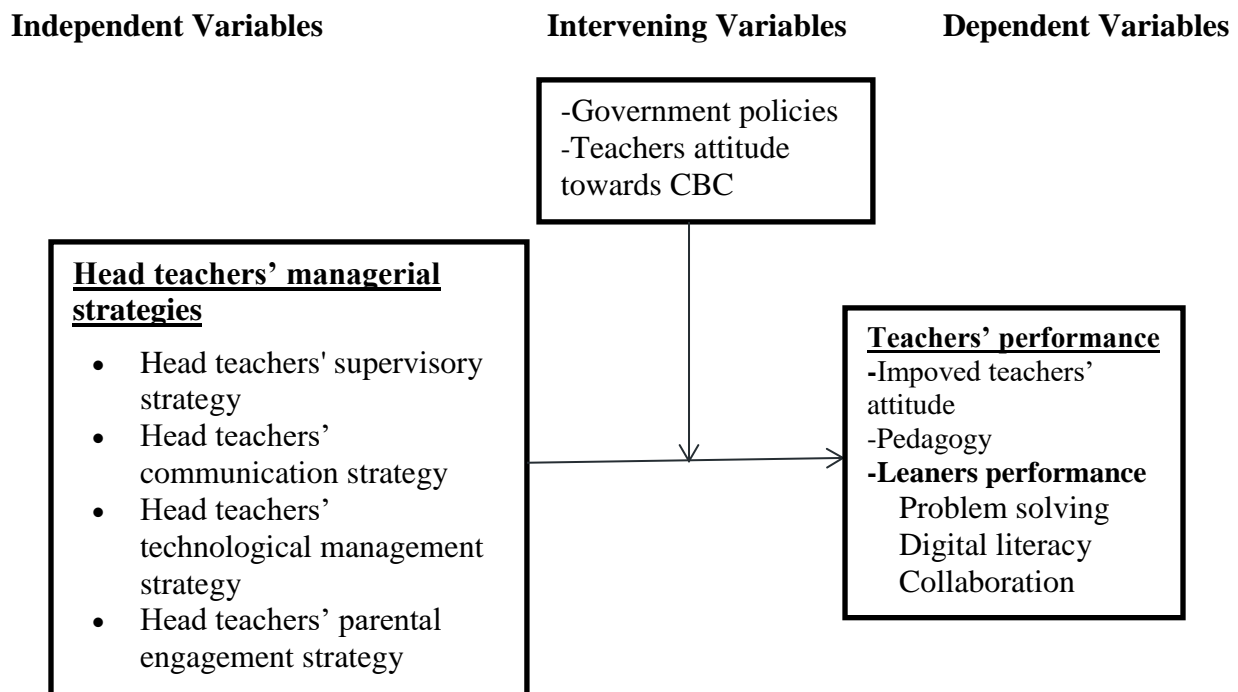 Independent Variables
Intervening Variables
Dependent Variables
-Government policies
-Teachers attitude
towards CBC
Head teachers’ managerial
strategies
• Head teachers' supervisory
strategy
• Head teachers’
communication strategy
• Head teachers’
technological management
strategy
• Head teachers’ parental
engagement strategy
Teachers’ performance
-Impoved teachers’
attitude
-Pedagogy
-Leaners performance
Problem solving
Digital literacy
Collaboration